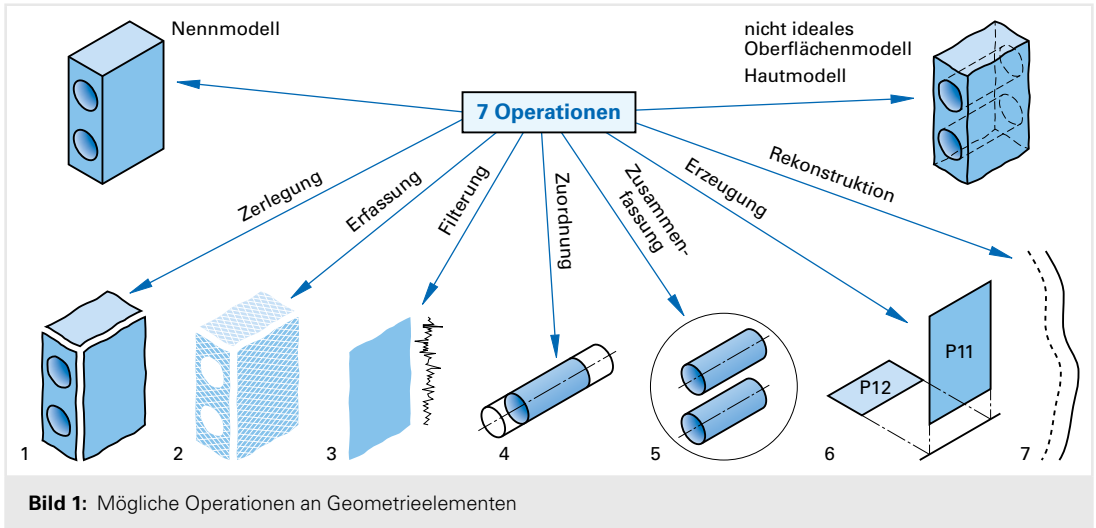 Nennmodell
nicht ideales
Oberflächenmodell
Hautmodell
7 Operationen
Zerlegung
Erfassung
Filterung
Zuordnung
Zusammen-
fassung
Erzeugung
Rekonstruktion
P11
P12
1
2
3
4
5
6
7
Bild 1: Mögliche Operationen an Geometrieelementen